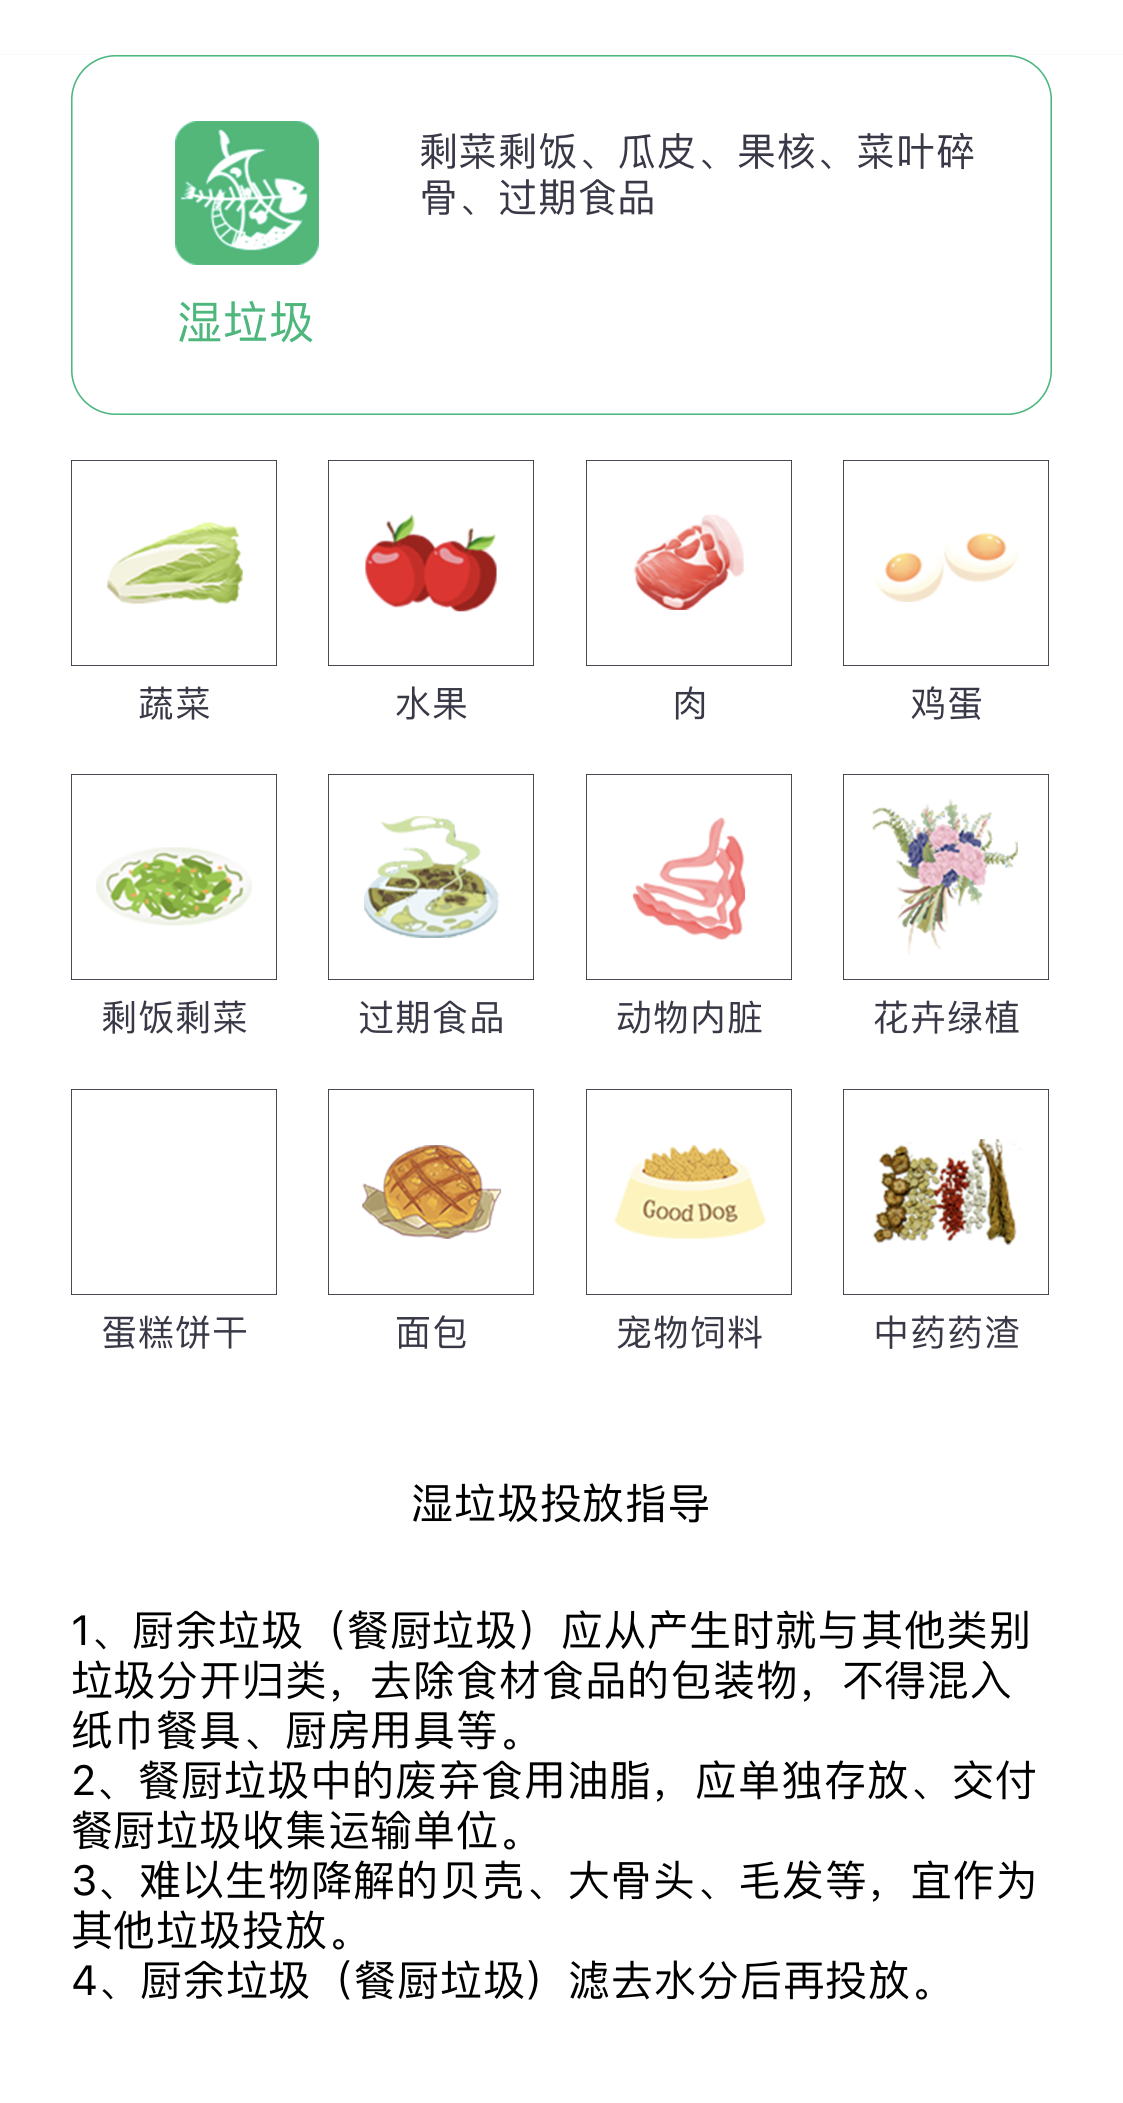 剩菜剩饭、瓜皮、果核、菜叶碎
骨、过期食品
湿垃圾
蔬菜
水果
肉
鸡蛋
剩饭剩菜
过期食品
动物内脏
花卉绿植
Good Dog
蛋糕饼干
面包
宠物饲料
中药药渣
湿垃圾投放指导
1、厨余垃圾（餐厨垃圾）应从产生时就与其他类别
垃圾分开归类，去除食材食品的包装物，不得混入
纸巾餐具、厨房用具等。
2、餐厨垃圾中的废弃食用油脂，应单独存放、交付
餐厨垃圾收集运输单位。
3、难以生物降解的贝壳、大骨头、毛发等，宜作为
其他垃圾投放。
4、厨余垃圾（餐厨垃圾）滤去水分后再投放。